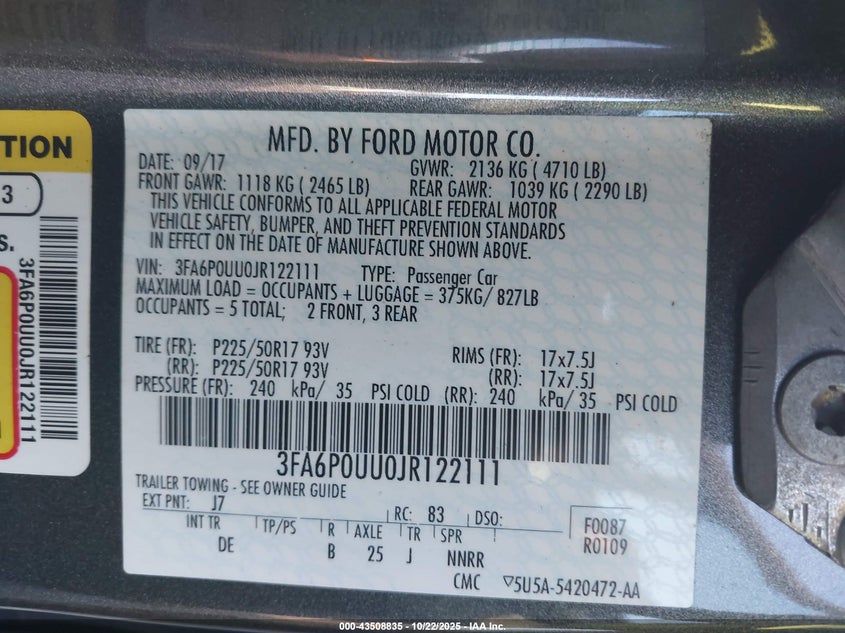 TION
3
S.
3FA6P0UU0JR122111
MFD. BY FORD MOTOR CO.
DATE: 09/17 GVWR: 2136 KG ( 4710 LB)
FRONT GAWR: 1118 KG ( 2465 LB) REAR GAWR: 1039 KG ( 2290 LB)
THIS VEHICLE CONFORMS TO ALL APPLICABLE FEDERAL MOTOR
VEHICLE SAFETY, BUMPER, AND THEFT PREVENTION STANDARDS
IN EFFECT ON THE DATE OF MANUFACTURE SHOWN ABOVE.
VIN: 3FA6P0UU0JR122111 TYPE: Passenger Car
MAXIMUM LOAD = OCCUPANTS + LUGGAGE = 375KG/ 827LB
OCCUPANTS = 5 TOTAL; 2 FRONT, 3 REAR
TIRE (FR): P225/50R17 93V RIMS (FR): 17x7.5J
(RR): P225/50R17 93V (RR): 17x7.5J
PRESSURE (FR): 240 kPa/ 35 PSI COLD (RR): 240 kPa/ 35 PSI COLD
3FA6P0UU0JR122111
TRAILER TOWING - SEE OWNER GUIDE
EXT PNT: J7 RC: 83 DSO: F0087
INT TR TP/PS R AXLE TR SPR R0109
DE B 25 J NNRR
CMC ▽5U5A-5420472-AA
000-43508835 - 10/22/2025 - IAA Inc.